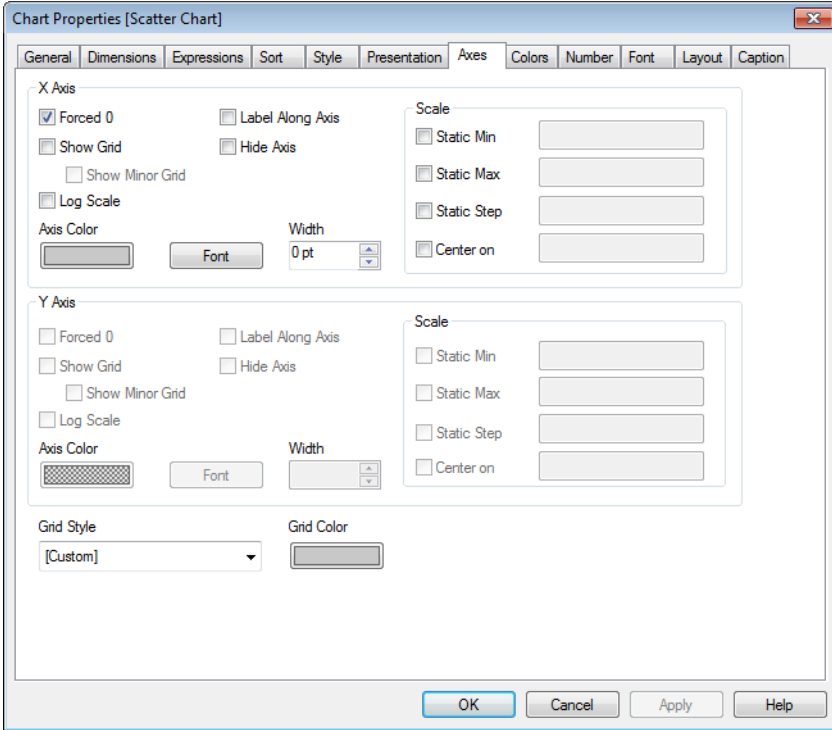 Chart Properties [Scatter Chart]
General Dimensions Expressions Sort Style Presentation Axes Colors Number Font Layout Caption
X Axis
Forced 0 Label Along Axis
Show Grid Hide Axis
Show Minor Grid
Log Scale
Axis Color Width
Font 0 pt
Scale
Static Min
Static Max
Static Step
Center on
Y Axis
Forced 0 Label Along Axis
Show Grid Hide Axis
Show Minor Grid
Log Scale
Axis Color Width
Font
Scale
Static Min
Static Max
Static Step
Center on
Grid Style Grid Color
[Custom]
OK Cancel Apply Help